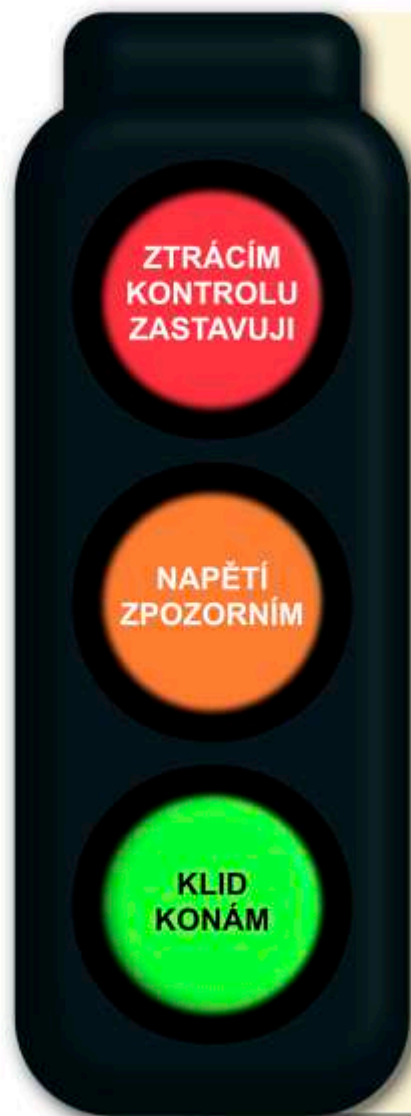 ZTRÁCÍM
KONTROLU
ZASTAVUJI
NAPĚTÍ
ZPOZORNÍM
KLID
KONÁM